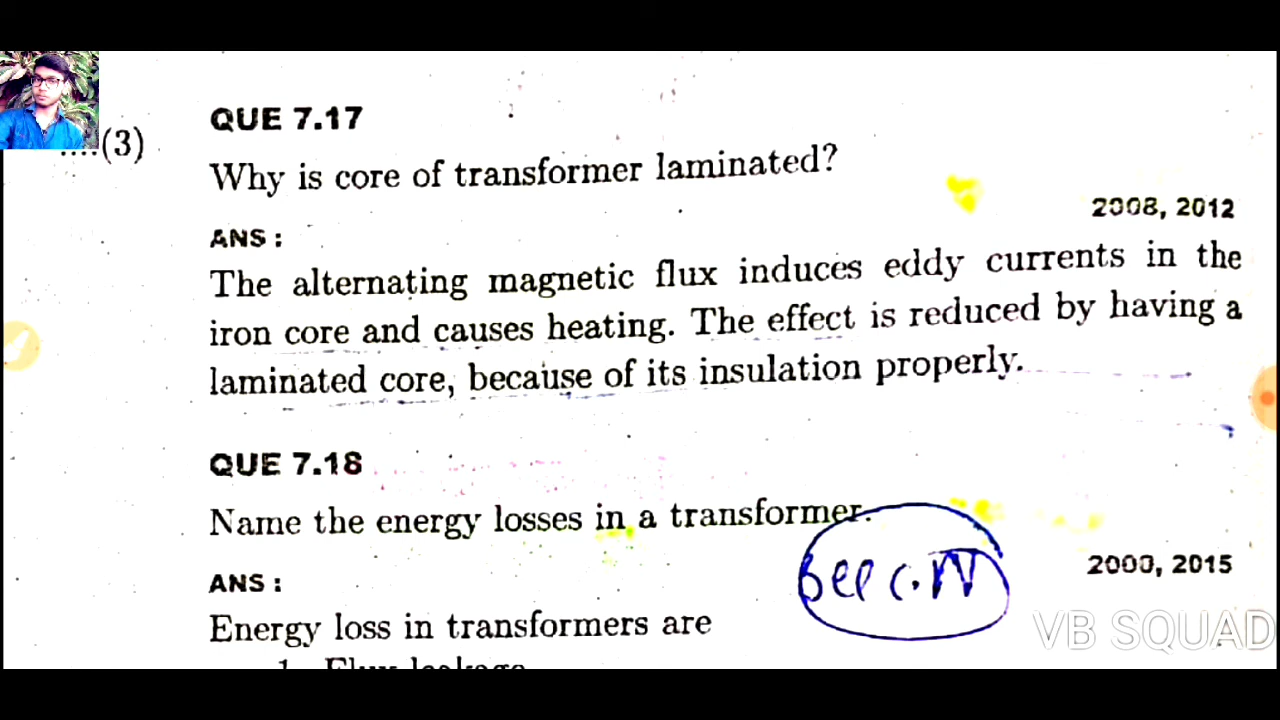 ....(3)
QUE 7.17
Why is core of transformer laminated?
2008, 2012
ANS :
The alternating magnetic flux induces eddy currents in the
iron core and causes heating. The effect is reduced by having a
laminated core, because of its insulation properly.
QUE 7.18
Name the energy losses in a transformer.
2000, 2015
ANS :
Energy loss in transformers are
1. Flux leakage
VB SQUAD